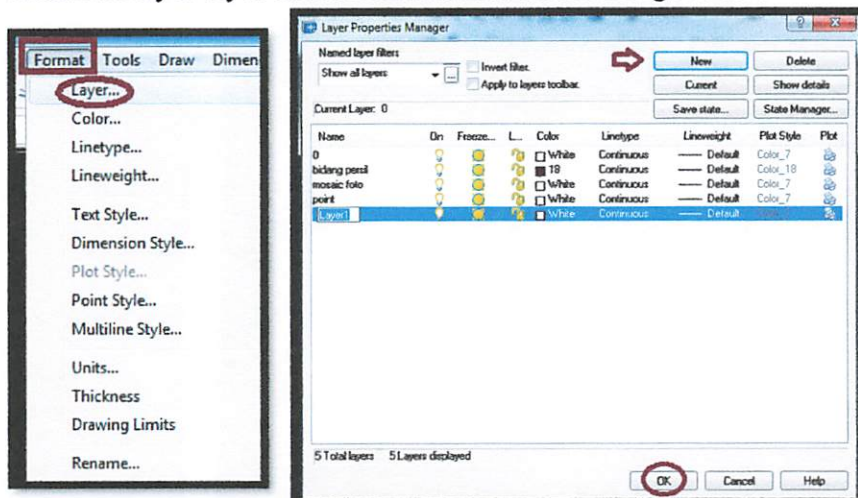 Format Tools Draw Dimen
Layer...
Color...
Linetype...
Lineweight...
Text Style...
Dimension Style...
Plot Style...
Point Style...
Multiline Style...
Units...
Thickness
Drawing Limits
Rename...
Layer Properties Manager
Named layer filters
Show all layers
...
Invert filter.
Apply to layers toolbar.
New Delete
Current Show details
Save state... State Manager...
Current Layer: 0
Name On Freeze... L... Color Linetype Lineweight Plot Style Plot
0 White Continuous Default Color_7
bidang persil 18 Continuous Default Color_18
mosaic foto White Continuous Default Color_7
point White Continuous Default Color_7
Layer1 White Continuous Default
5 Total layers 5 Layers displayed
OK Cancel Help